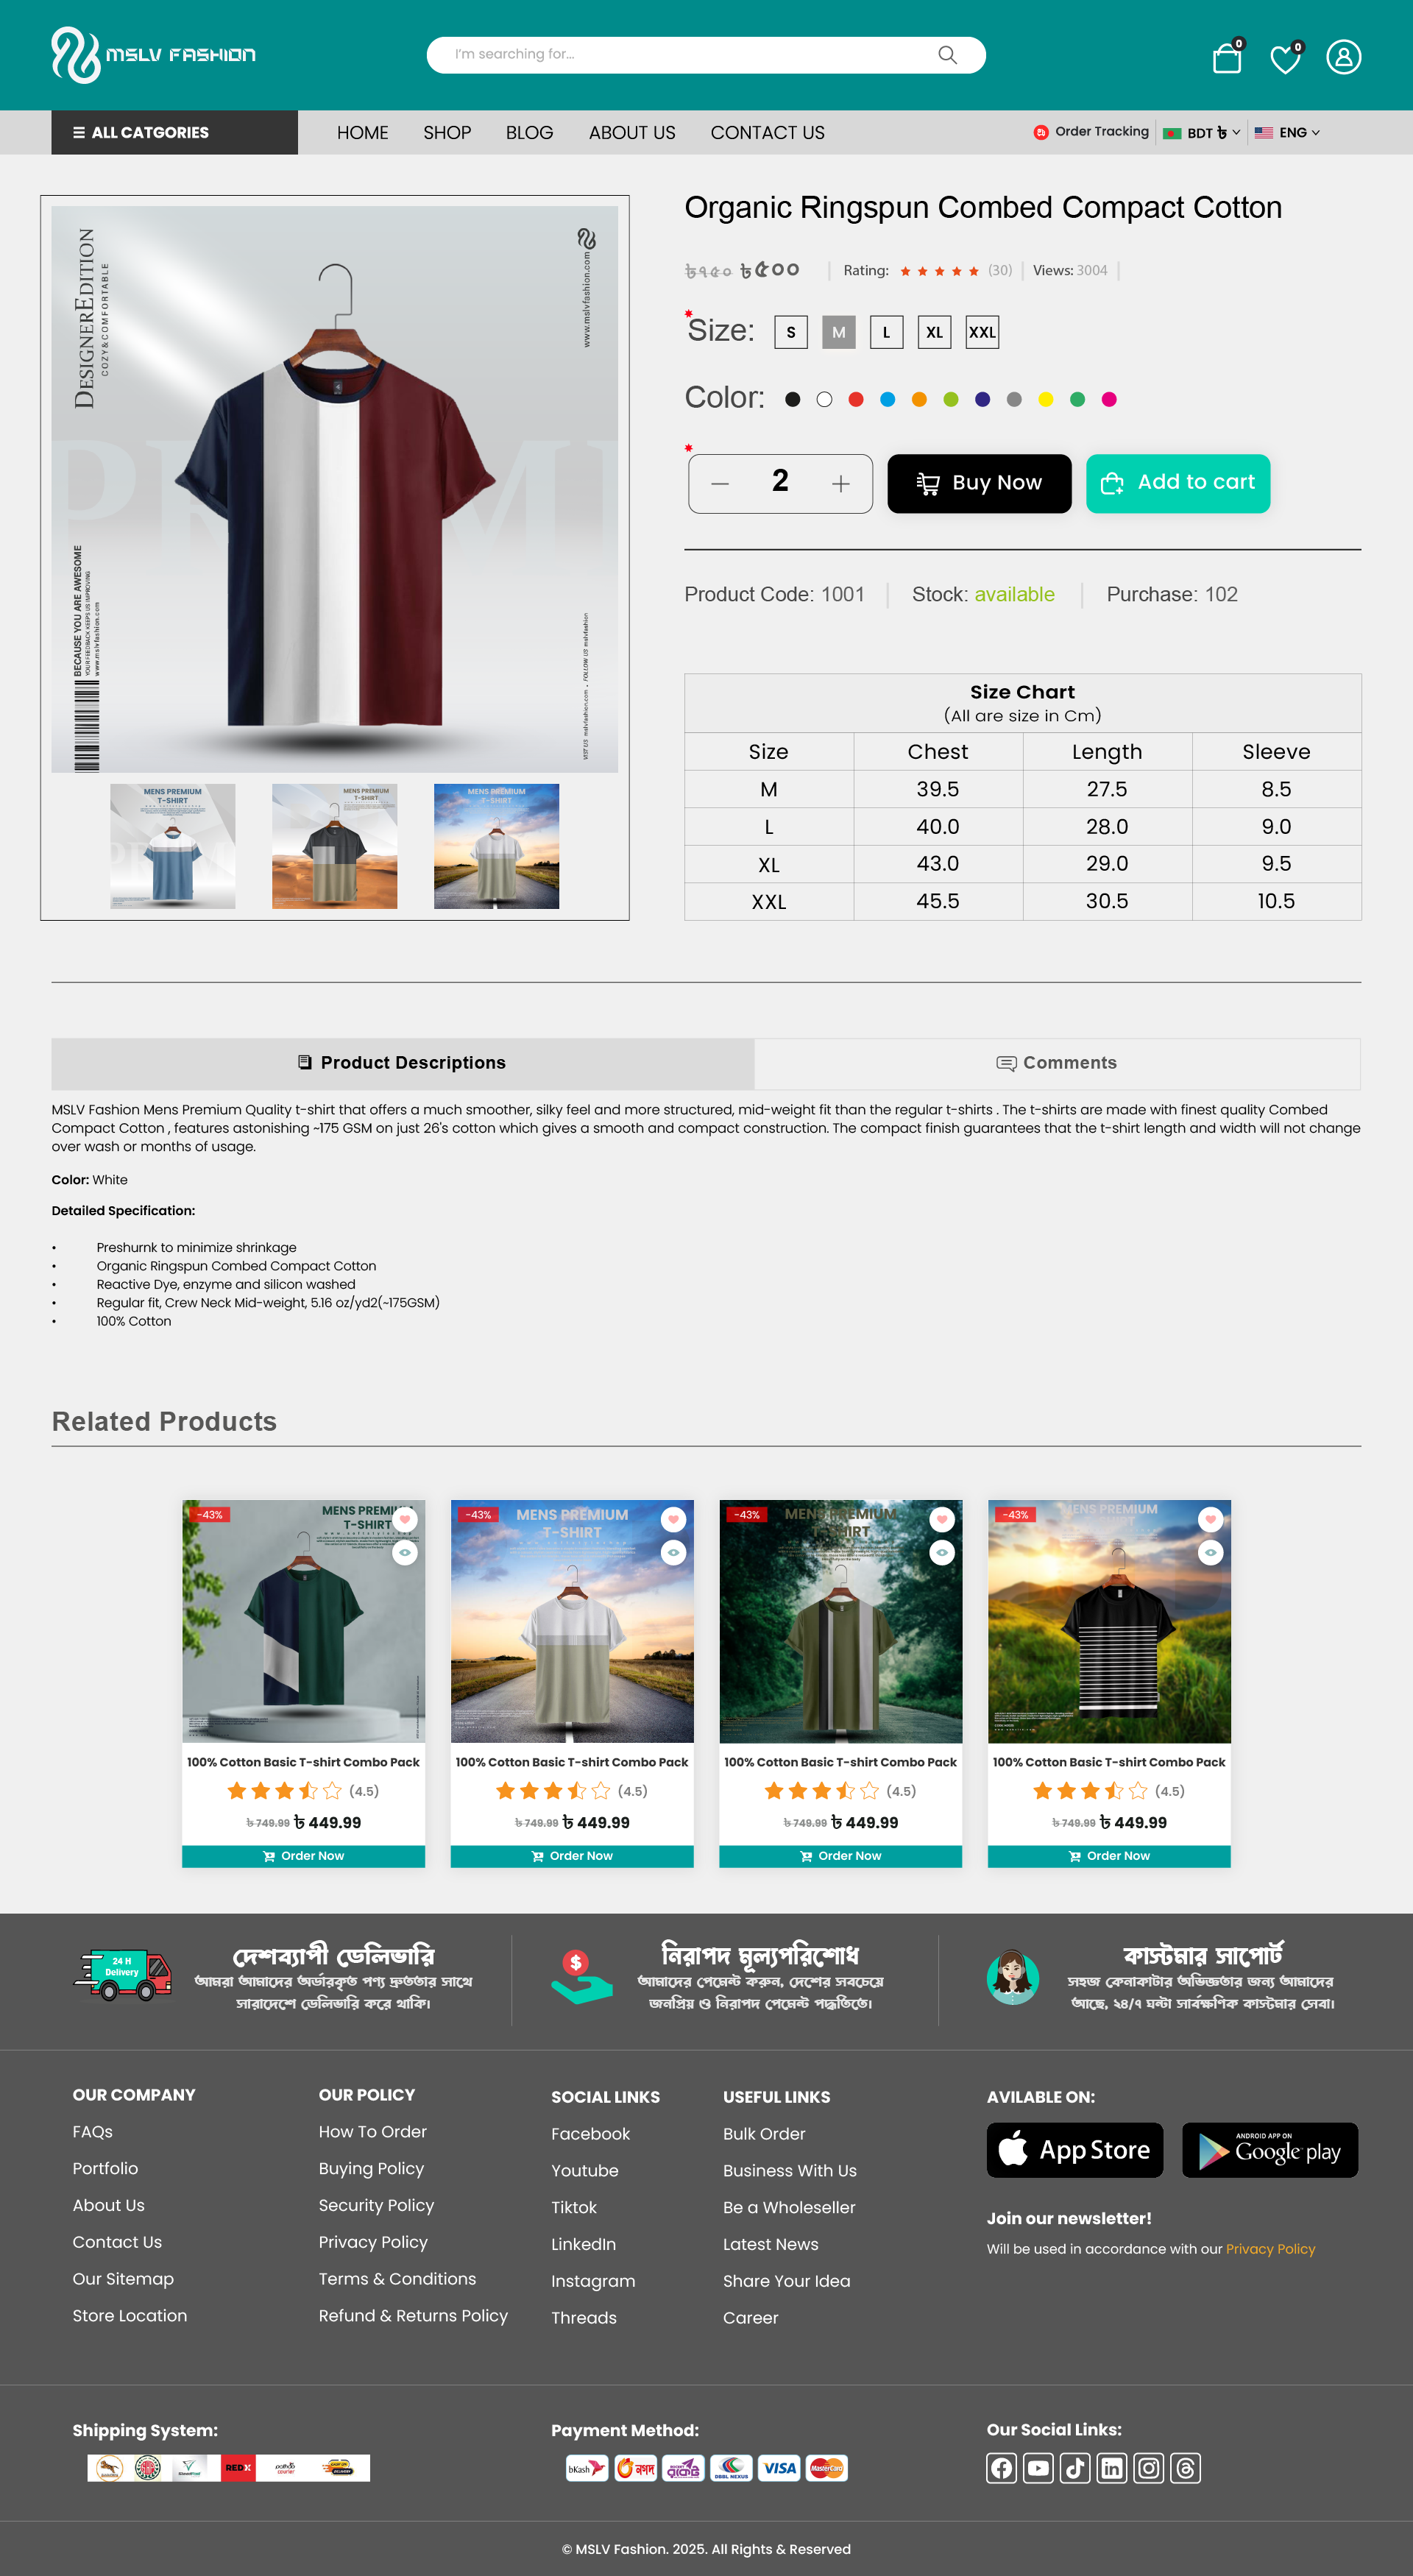 MSLV FASHION
I'm searching for...
0
0
ALL CATGORIES
HOME SHOP BLOG ABOUT US CONTACT US
Order Tracking BDT ৳ ENG
DESIGNEREDITION
COZY&COMFORTABLE
www.mslvfashion.com
PREMI
BECAUSE YOU ARE AWESOME
YOUR FEEDBACK KEEPS US IMPROVING
www.mslvfashion.com
VISIT US mslvfashion.com . FOLLOW US mslvfashion
MENS PREMIUM
T-SHIRT
MENS PREMIUM
T-SHIRT
MENS PREMIUM
T-SHIRT
Organic Ringspun Combed Compact Cotton
৳৭৫০ ৳৫০০ Rating: (30) Views: 3004
Size: S M L XL XXL
Color:
2 Buy Now Add to cart
Product Code: 1001 Stock: available Purchase: 102
Size Chart
(All are size in Cm)
Size Chest Length Sleeve
M 39.5 27.5 8.5
L 40.0 28.0 9.0
XL 43.0 29.0 9.5
XXL 45.5 30.5 10.5
Product Descriptions Comments
MSLV Fashion Mens Premium Quality t-shirt that offers a much smoother, silky feel and more structured, mid-weight fit than the regular t-shirts . The t-shirts are made with finest quality Combed
Compact Cotton , features astonishing ~175 GSM on just 26's cotton which gives a smooth and compact construction. The compact finish guarantees that the t-shirt length and width will not change
over wash or months of usage.
Color: White
Detailed Specification:
• Preshurnk to minimize shrinkage
• Organic Ringspun Combed Compact Cotton
• Reactive Dye, enzyme and silicon washed
• Regular fit, Crew Neck Mid-weight, 5.16 oz/yd2(~175GSM)
• 100% Cotton
Related Products
-43% MENS PREMIUM
T-SHIRT
-43% MENS PREMIUM
T-SHIRT
-43% MENS PREMIUM
-43% MENS PREMIUM
100% Cotton Basic T-shirt Combo Pack
(4.5)
৳ 749.99 ৳ 449.99
Order Now
100% Cotton Basic T-shirt Combo Pack
(4.5)
৳ 749.99 ৳ 449.99
Order Now
100% Cotton Basic T-shirt Combo Pack
(4.5)
৳ 749.99 ৳ 449.99
Order Now
100% Cotton Basic T-shirt Combo Pack
(4.5)
৳ 749.99 ৳ 449.99
Order Now
24 H
Delivery
দেশব্যাপী ডেলিভারি
আমরা আমাদের অর্ডারকৃত পণ্য দ্রুততার সাথে
সারাদেশে ডেলিভারি করে থাকি।
নিরাপদ মূল্যপরিশোধ
আমাদের পেমেন্ট করুন, দেশের সবচেয়ে
জনপ্রিয় ও নিরাপদ পেমেন্ট পদ্ধতিতে।
কাস্টমার সাপোর্ট
সহজ কেনাকাটার অভিজ্ঞতার জন্য আমাদের
আছে, ২৪/৭ ঘন্টা সার্বক্ষণিক কাস্টমার সেবা।
OUR COMPANY
FAQs
Portfolio
About Us
Contact Us
Our Sitemap
Store Location
OUR POLICY
How To Order
Buying Policy
Security Policy
Privacy Policy
Terms & Conditions
Refund & Returns Policy
SOCIAL LINKS
Facebook
Youtube
Tiktok
LinkedIn
Instagram
Threads
USEFUL LINKS
Bulk Order
Business With Us
Be a Wholeseller
Latest News
Share Your Idea
Career
AVILABLE ON:
App Store
ANDROID APP ON
Google play
Join our newsletter!
Will be used in accordance with our Privacy Policy
Shipping System:
REDX
Payment Method:
bKash নগদ রকেট DBBL NEXUS VISA MasterCard
Our Social Links:
© MSLV Fashion. 2025. All Rights & Reserved